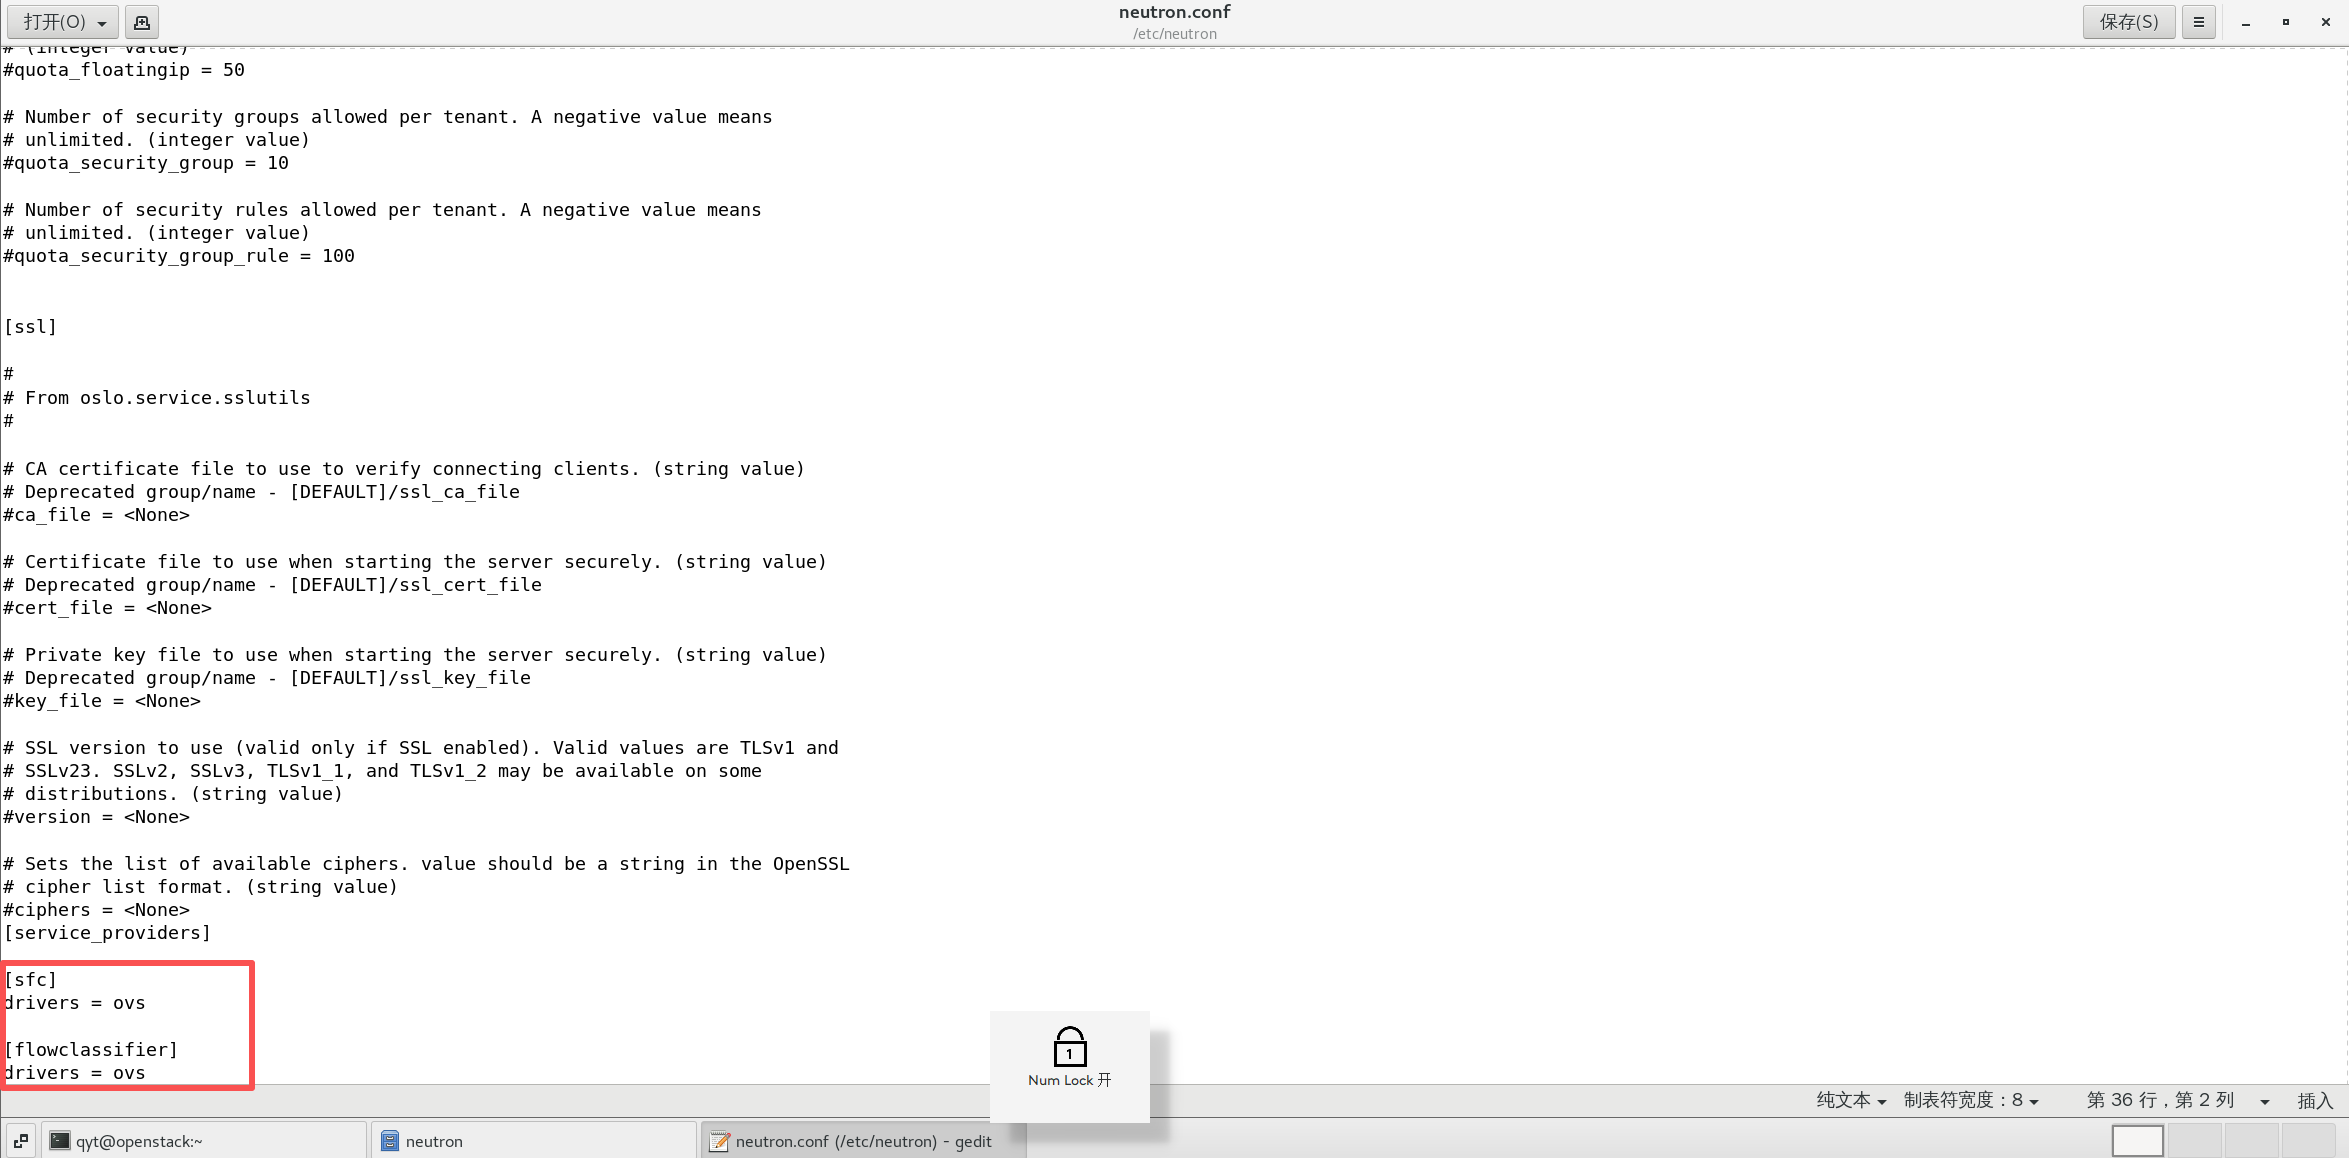 打开(O)
neutron.conf
/etc/neutron
保存(S)
# (integer value)
#quota_floatingip = 50
# Number of security groups allowed per tenant. A negative value means
# unlimited. (integer value)
#quota_security_group = 10
# Number of security rules allowed per tenant. A negative value means
# unlimited. (integer value)
#quota_security_group_rule = 100
[ssl]
#
# From oslo.service.sslutils
#
# CA certificate file to use to verify connecting clients. (string value)
# Deprecated group/name - [DEFAULT]/ssl_ca_file
#ca_file = <None>
# Certificate file to use when starting the server securely. (string value)
# Deprecated group/name - [DEFAULT]/ssl_cert_file
#cert_file = <None>
# Private key file to use when starting the server securely. (string value)
# Deprecated group/name - [DEFAULT]/ssl_key_file
#key_file = <None>
# SSL version to use (valid only if SSL enabled). Valid values are TLSv1 and
# SSLv23. SSLv2, SSLv3, TLSv1_1, and TLSv1_2 may be available on some
# distributions. (string value)
#version = <None>
# Sets the list of available ciphers. value should be a string in the OpenSSL
# cipher list format. (string value)
#ciphers = <None>
[service_providers]
[sfc]
drivers = ovs
[flowclassifier]
drivers = ovs
1
Num Lock 开
纯文本
制表符宽度：8
第 36 行，第 2 列
插入
qyt@openstack:~
neutron
neutron.conf (/etc/neutron) - gedit